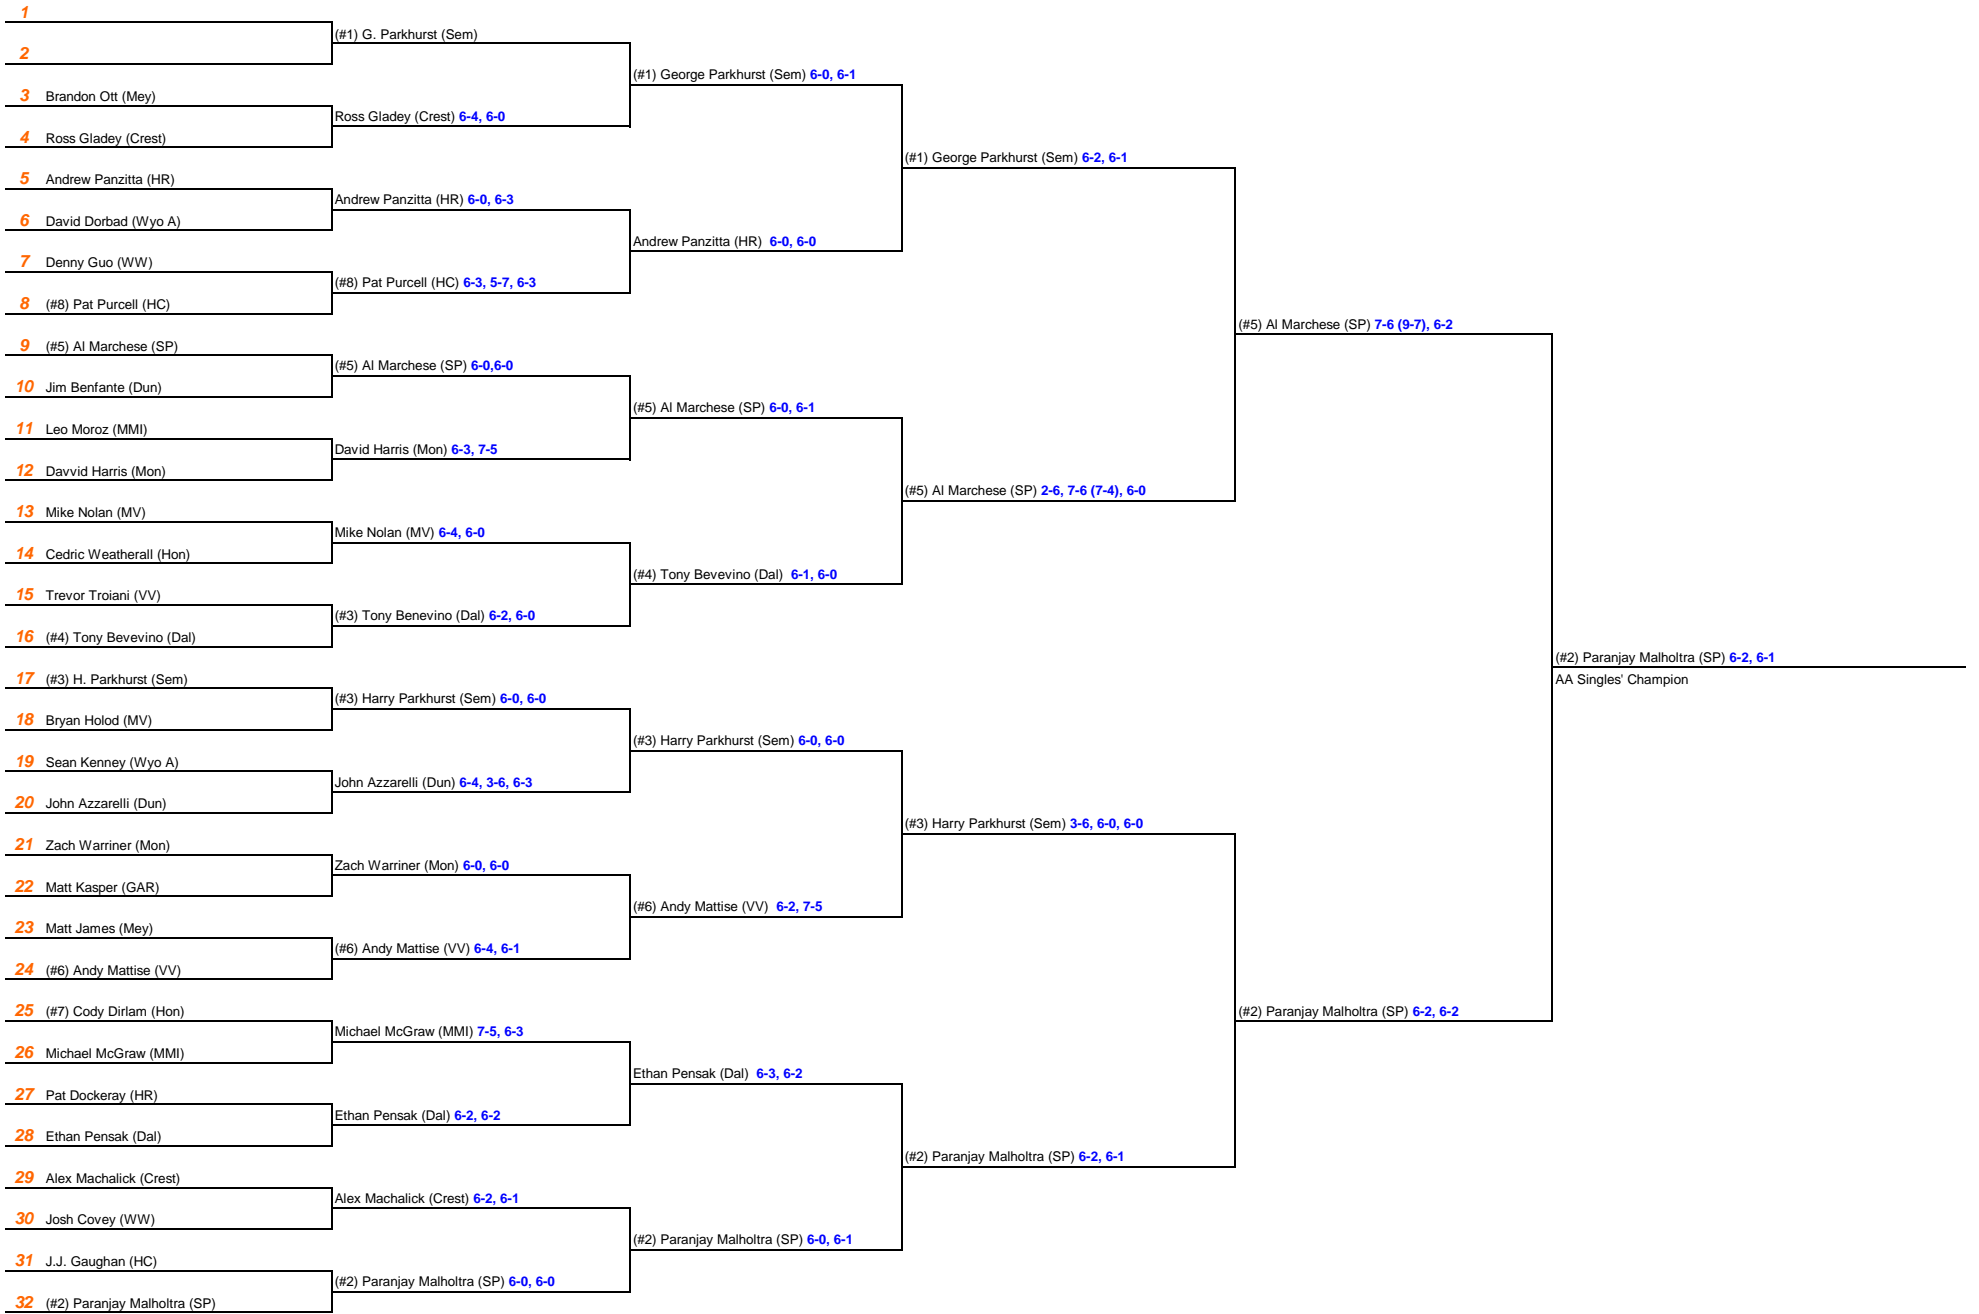 1
(#1) G. Parkhurst (Sem)
2
(#1) George Parkhurst (Sem) 6-0, 6-1
3 Brandon Ott (Mey)
Ross Gladey (Crest) 6-4, 6-0
4 Ross Gladey (Crest)
(#1) George Parkhurst (Sem) 6-2, 6-1
5 Andrew Panzitta (HR)
Andrew Panzitta (HR) 6-0, 6-3
6 David Dorbad (Wyo A)
Andrew Panzitta (HR) 6-0, 6-0
7 Denny Guo (WW)
(#8) Pat Purcell (HC) 6-3, 5-7, 6-3
8 (#8) Pat Purcell (HC)
(#5) Al Marchese (SP) 7-6 (9-7), 6-2
9 (#5) Al Marchese (SP)
(#5) Al Marchese (SP) 6-0,6-0
10 Jim Benfante (Dun)
(#5) Al Marchese (SP) 6-0, 6-1
11 Leo Moroz (MMI)
David Harris (Mon) 6-3, 7-5
12 Davvid Harris (Mon)
(#5) Al Marchese (SP) 2-6, 7-6 (7-4), 6-0
13 Mike Nolan (MV)
Mike Nolan (MV) 6-4, 6-0
14 Cedric Weatherall (Hon)
(#4) Tony Bevevino (Dal) 6-1, 6-0
15 Trevor Troiani (VV)
(#3) Tony Benevino (Dal) 6-2, 6-0
16 (#4) Tony Bevevino (Dal)
(#2) Paranjay Malholtra (SP) 6-2, 6-1
AA Singles' Champion
17 (#3) H. Parkhurst (Sem)
(#3) Harry Parkhurst (Sem) 6-0, 6-0
18 Bryan Holod (MV)
(#3) Harry Parkhurst (Sem) 6-0, 6-0
19 Sean Kenney (Wyo A)
John Azzarelli (Dun) 6-4, 3-6, 6-3
20 John Azzarelli (Dun)
(#3) Harry Parkhurst (Sem) 3-6, 6-0, 6-0
21 Zach Warriner (Mon)
Zach Warriner (Mon) 6-0, 6-0
22 Matt Kasper (GAR)
(#6) Andy Mattise (VV) 6-2, 7-5
23 Matt James (Mey)
(#6) Andy Mattise (VV) 6-4, 6-1
24 (#6) Andy Mattise (VV)
(#2) Paranjay Malholtra (SP) 6-2, 6-2
25 (#7) Cody Dirlam (Hon)
Michael McGraw (MMI) 7-5, 6-3
26 Michael McGraw (MMI)
Ethan Pensak (Dal) 6-3, 6-2
27 Pat Dockeray (HR)
Ethan Pensak (Dal) 6-2, 6-2
28 Ethan Pensak (Dal)
(#2) Paranjay Malholtra (SP) 6-2, 6-1
29 Alex Machalick (Crest)
Alex Machalick (Crest) 6-2, 6-1
30 Josh Covey (WW)
(#2) Paranjay Malholtra (SP) 6-0, 6-1
31 J.J. Gaughan (HC)
(#2) Paranjay Malholtra (SP) 6-0, 6-0
32 (#2) Paranjay Malholtra (SP)